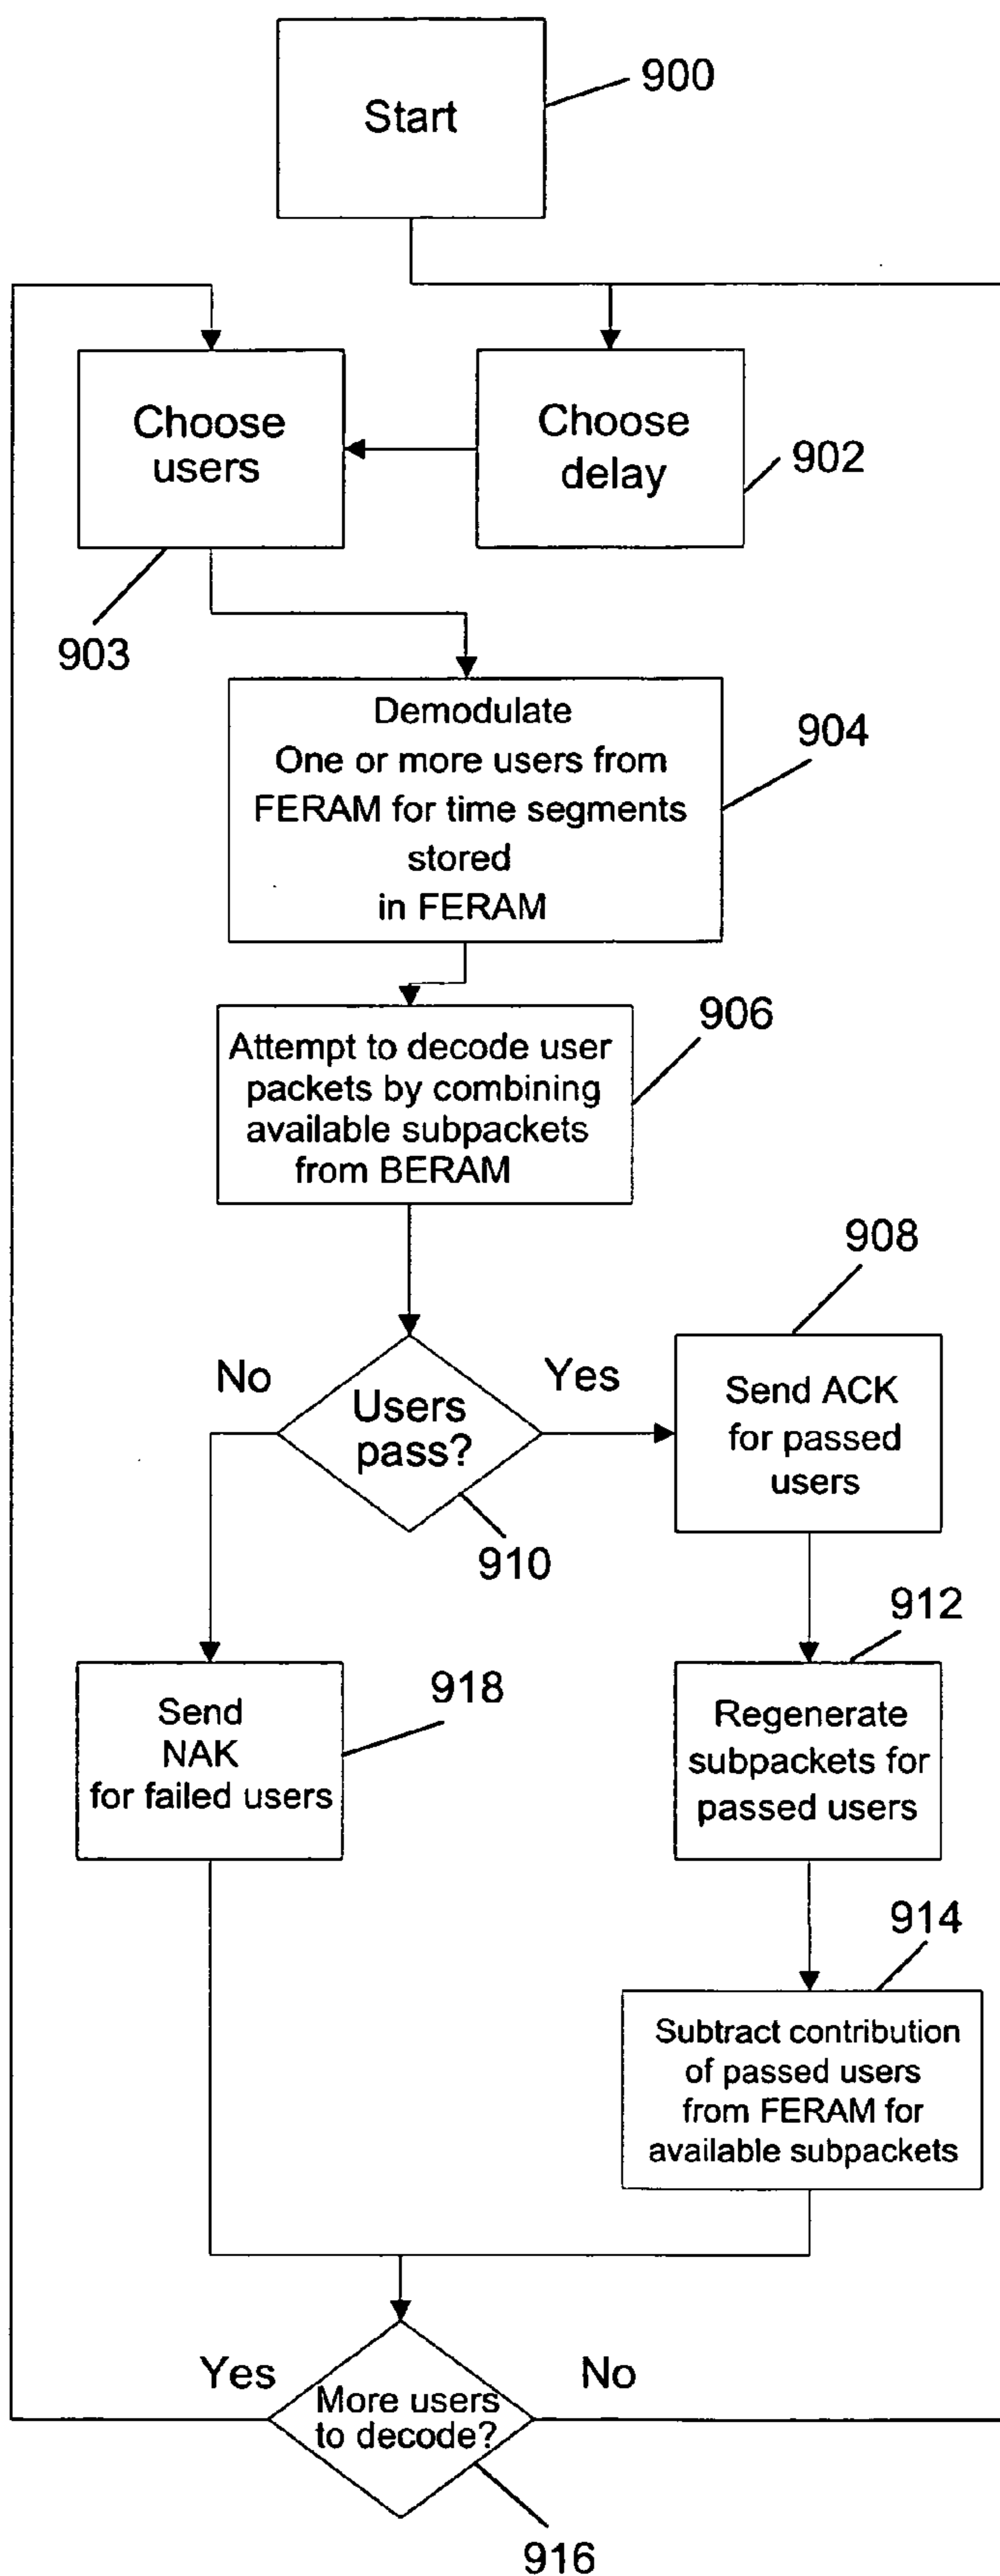 Start
900
Choose
users
Choose
delay
902
903
Demodulate
One or more users from
FERAM for time segments
stored
in FERAM
904
Attempt to decode user
packets by combining
available subpackets
from BERAM
906
908
No
Yes
Users
pass?
Send ACK
for passed
users
910
912
Send
NAK
for failed users
918
Regenerate
subpackets for
passed users
914
Subtract contribution
of passed users
from FERAM for
available subpackets
Yes
No
More users
to decode?
916